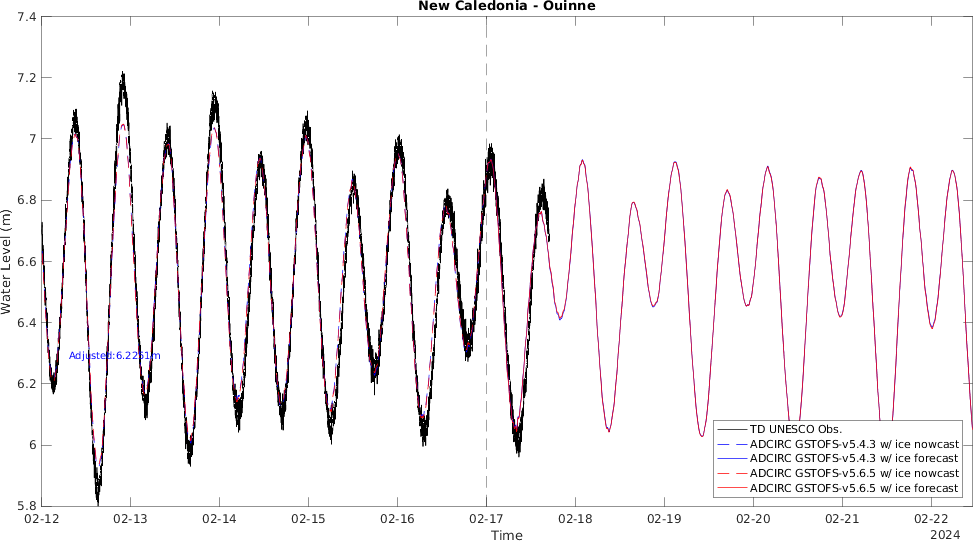 New Caledonia - Ouinne
7.4
7.2
7
6.8
6.6
6.4
6.2
6
5.8
Water Level (m)
Adjusted:6.2251m
TD UNESCO Obs.
ADCIRC GSTOFS-v5.4.3 w/ ice nowcast
ADCIRC GSTOFS-v5.4.3 w/ ice forecast
ADCIRC GSTOFS-v5.6.5 w/ ice nowcast
ADCIRC GSTOFS-v5.6.5 w/ ice forecast
02-12 02-13 02-14 02-15 02-16 02-17 02-18 02-19 02-20 02-21 02-22
Time
2024